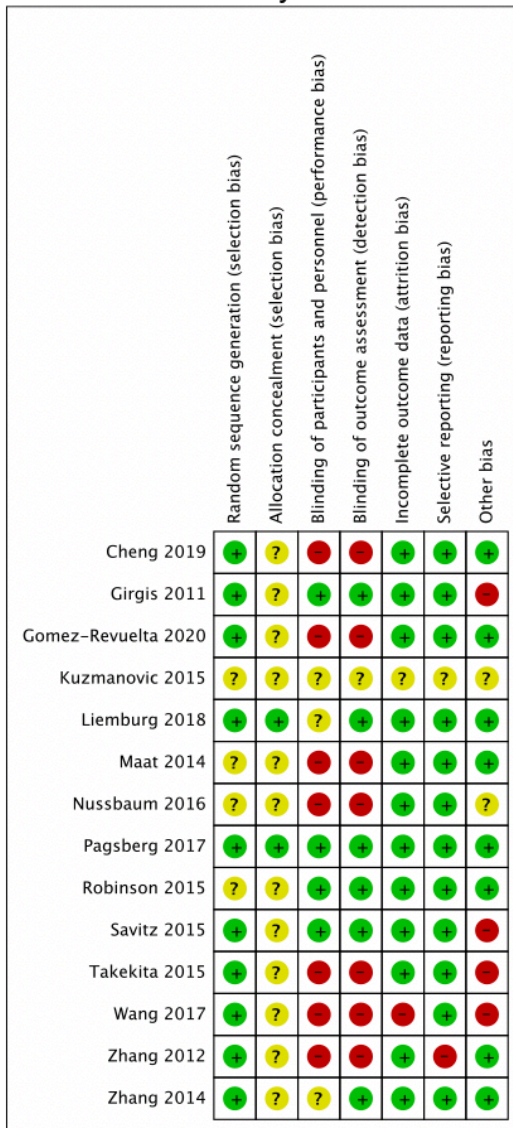 Random sequence generation (selection bias)
Allocation concealment (selection bias)
Blinding of participants and personnel (performance bias)
Blinding of outcome assessment (detection bias)
Incomplete outcome data (attrition bias)
Selective reporting (reporting bias)
Other bias
Cheng 2019 + ? - - + + +
Girgis 2011 + ? + + + + -
Gomez-Revuelta 2020 + ? - - + + +
Kuzmanovic 2015 ? ? ? ? ? ? ?
Liemburg 2018 + + ? + + + +
Maat 2014 ? ? - - + + +
Nussbaum 2016 ? ? - - + + ?
Pagsberg 2017 + + + + + + +
Robinson 2015 ? ? + + + + +
Savitz 2015 + ? + + + + -
Takekita 2015 + ? - - + + -
Wang 2017 + ? - - - + -
Zhang 2012 + ? - - + - +
Zhang 2014 + ? ? + + + +